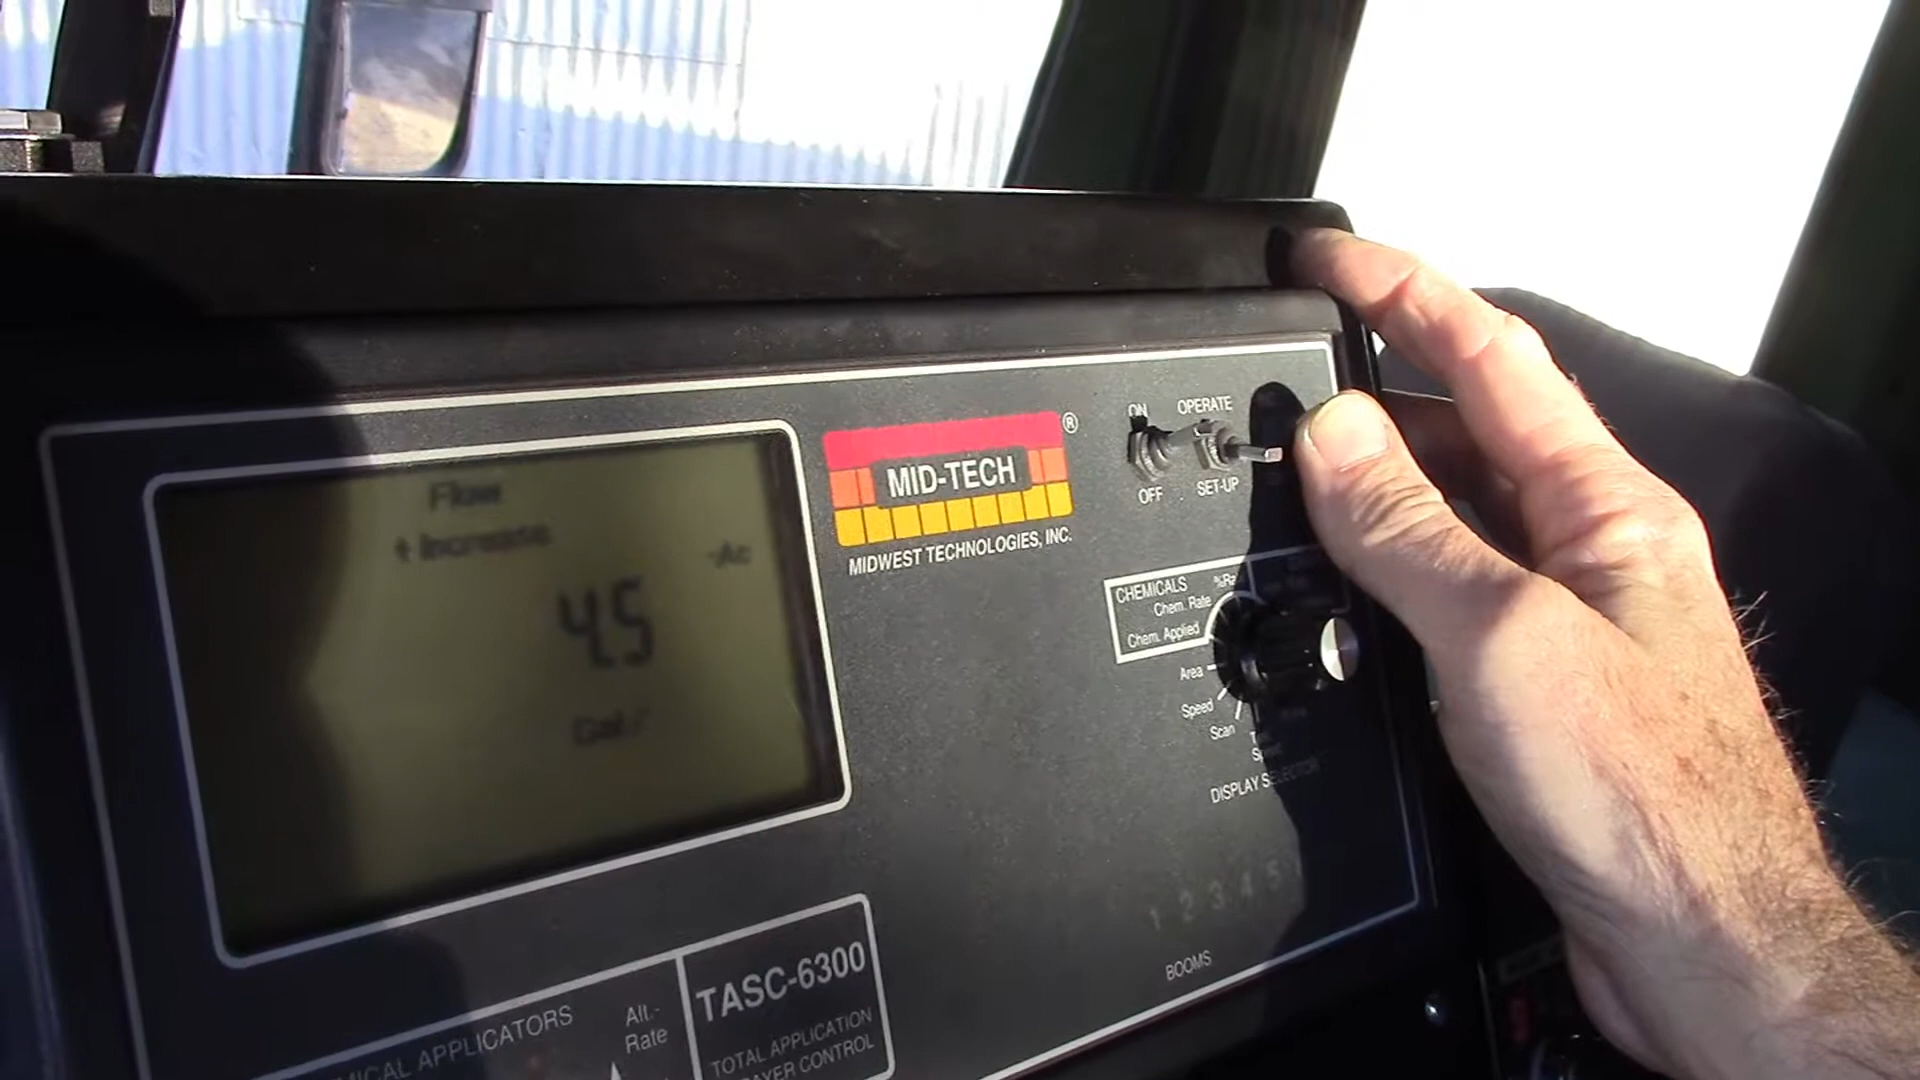 Flow
Increase
-Ac
4.5
Gal/
MID-TECH®
MIDWEST TECHNOLOGIES, INC.
ON
OPERATE
OFF
SET-UP
CHEMICALS
Chem. Rate
Chem. Applied
Area
Speed
Scan
DISPLAY SELECTOR
1 2 3 4 5
BOOMS
CHEMICAL APPLICATORS
Alt.-
Rate
TASC-6300
TOTAL APPLICATION
CONTROL